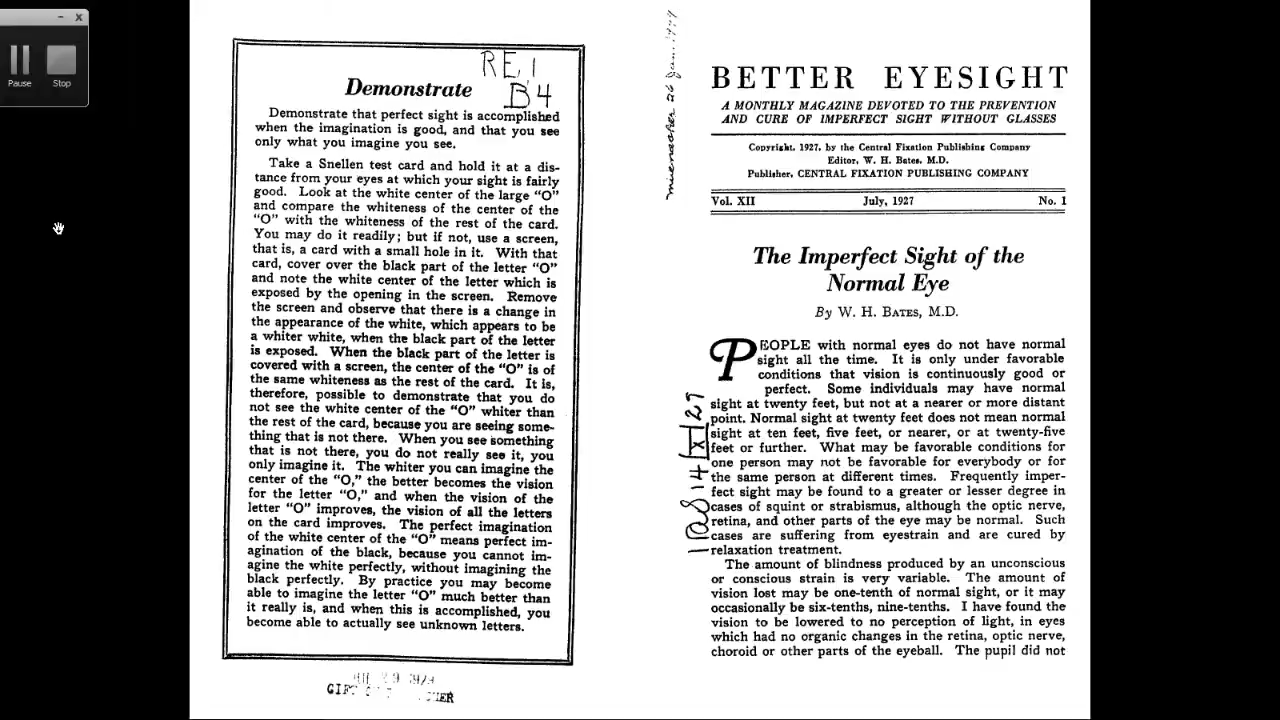 Pause Stop
RE1
B4
Demonstrate
Demonstrate that perfect sight is accomplished
when the imagination is good, and that you see
only what you imagine you see.
Take a Snellen test card and hold it at a dis-
tance from your eyes at which your sight is fairly
good. Look at the white center of the large "O"
and compare the whiteness of the center of the
"O" with the whiteness of the rest of the card.
You may do it readily; but if not, use a screen,
that is, a card with a small hole in it. With that
card, cover over the black part of the letter "O"
and note the white center of the letter which is
exposed by the opening in the screen. Remove
the screen and observe that there is a change in
the appearance of the white, which appears to be
a whiter white, when the black part of the letter
is exposed. When the black part of the letter is
covered with a screen, the center of the "O" is of
the same whiteness as the rest of the card. It is,
therefore, possible to demonstrate that you do
not see the white center of the "O" whiter than
the rest of the card, because you are seeing some-
thing that is not there. When you see something
that is not there, you do not really see it, you
only imagine it. The whiter you can imagine the
center of the "O," the better becomes the vision
for the letter "O," and when the vision of the
letter "O" improves, the vision of all the letters
on the card improves. The perfect imagination
of the white center of the "O" means perfect im-
agination of the black, because you cannot im-
agine the white perfectly, without imagining the
black perfectly. By practice you may become
able to imagine the letter "O" much better than
it really is, and when this is accomplished, you
become able to actually see unknown letters.
BETTER EYESIGHT
A MONTHLY MAGAZINE DEVOTED TO THE PREVENTION
AND CURE OF IMPERFECT SIGHT WITHOUT GLASSES
Copyright, 1927, by the Central Fixation Publishing Company
Editor, W. H. Bates, M.D.
Publisher, CENTRAL FIXATION PUBLISHING COMPANY
Vol. XII July, 1927 No. 1
The Imperfect Sight of the
Normal Eye
By W. H. BATES, M.D.
PEOPLE with normal eyes do not have normal
sight all the time. It is only under favorable
conditions that vision is continuously good or
perfect. Some individuals may have normal
sight at twenty feet, but not at a nearer or more distant
point. Normal sight at twenty feet does not mean normal
sight at ten feet, five feet, or nearer, or at twenty-five
feet or further. What may be favorable conditions for
one person may not be favorable for everybody or for
the same person at different times. Frequently imper-
fect sight may be found to a greater or lesser degree in
cases of squint or strabismus, although the optic nerve,
retina, and other parts of the eye may be normal. Such
cases are suffering from eyestrain and are cured by
relaxation treatment.
The amount of blindness produced by an unconscious
or conscious strain is very variable. The amount of
vision lost may be one-tenth of normal sight, or it may
occasionally be six-tenths, nine-tenths. I have found the
vision to be lowered to no perception of light, in eyes
which had no organic changes in the retina, optic nerve,
choroid or other parts of the eyeball. The pupil did not